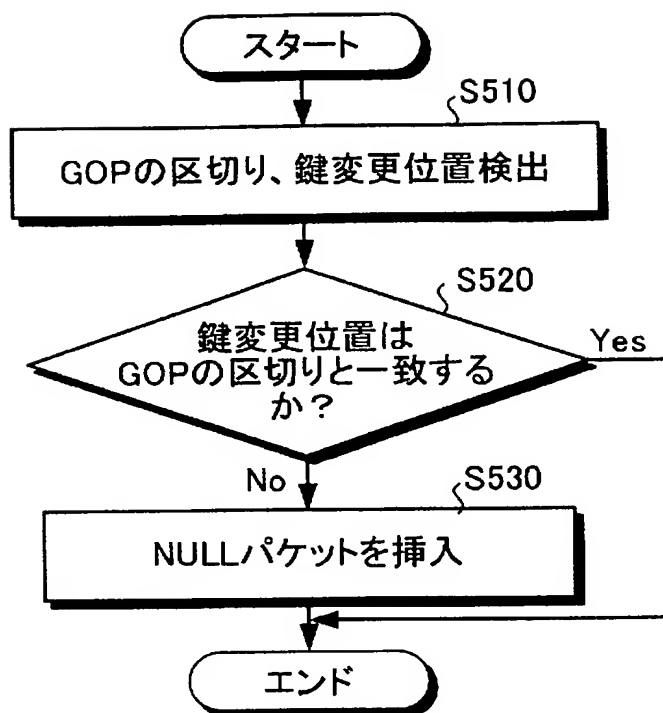 スタート
S510
GOPの区切り、鍵変更位置検出
S520
鍵変更位置は
GOPの区切りと一致する
か?
Yes
No
S530
NULLパケットを挿入
エンド